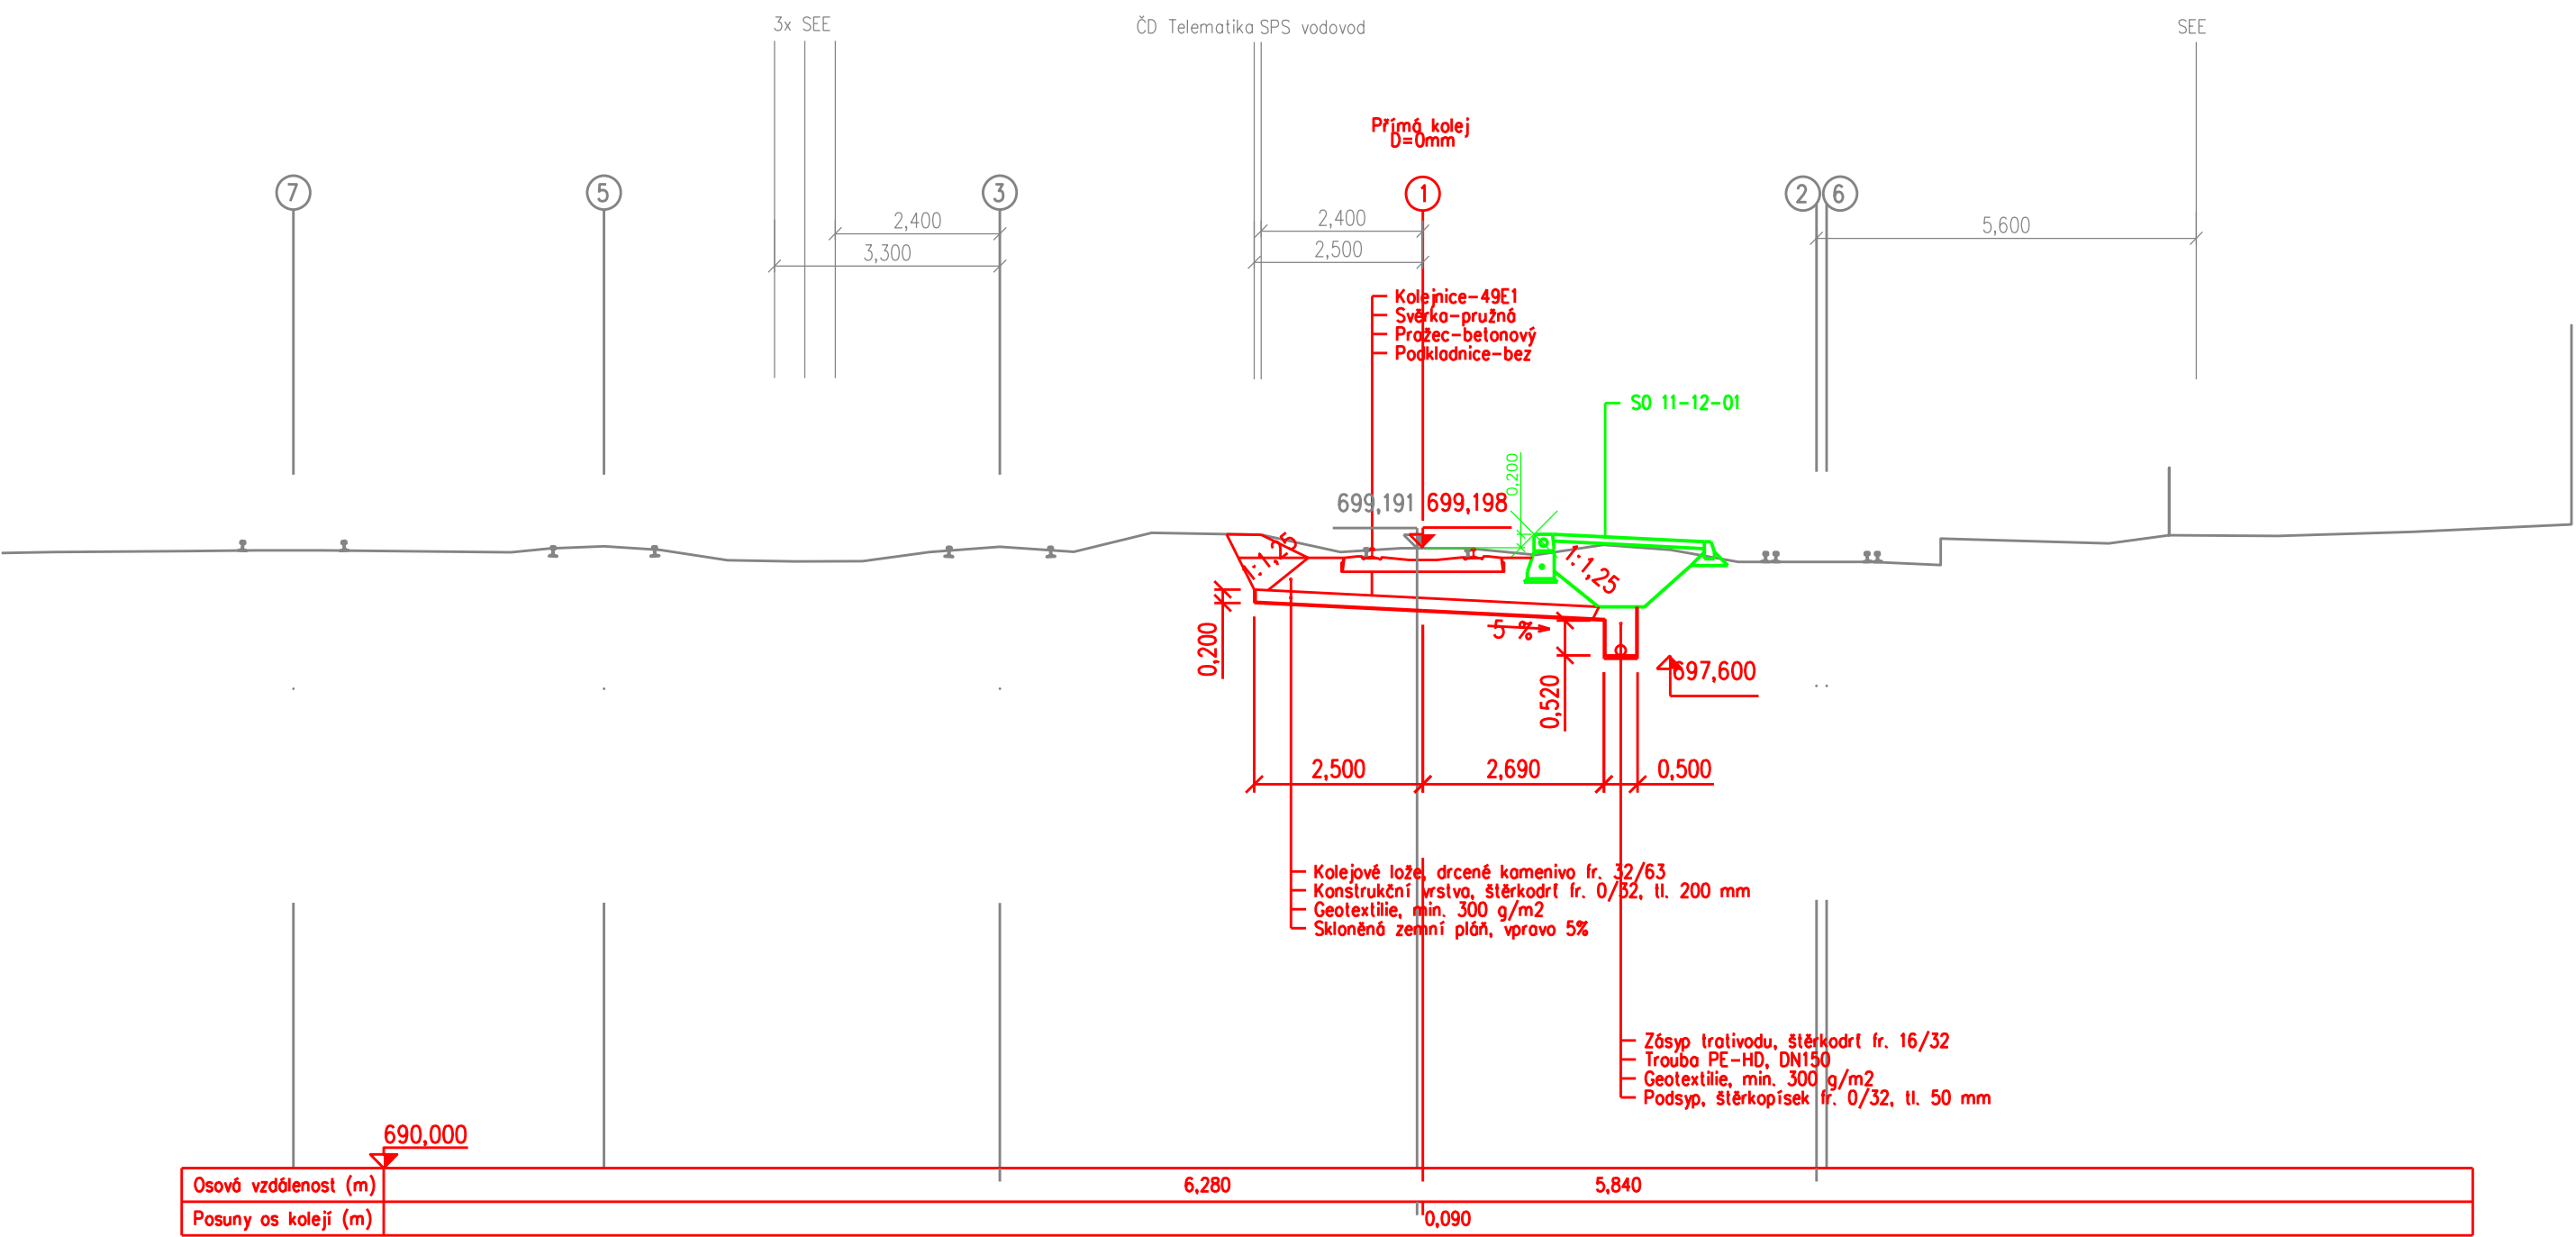 3x SEE
ČD Telematika SPS vodovod
SEE
Přímá kolej
D=0mm
7
5
3
1
2
6
2,400
3,300
2,400
2,500
5,600
Kolejnice-49E1
Svěrka-pružná
Pražec-betonový
Podkladnice-bez
SO 11-12-01
0,200
699,191
699,198
1:1,25
1:1,25
0,200
5 %
0,520
697,600
2,500
2,690
0,500
Kolejové lože, drcené kamenivo fr. 32/63
Konstrukční vrstva, štěrkodrť fr. 0/32, tl. 200 mm
Geotextilie, min. 300 g/m2
Skloněná zemní pláň, vpravo 5%
Zásyp trativodu, štěrkodrť fr. 16/32
Trouba PE-HD, DN150
Geotextilie, min. 300 g/m2
Podsyp, štěrkopísek fr. 0/32, tl. 50 mm
690,000
Osová vzdálenost (m)
6,280
5,840
Posuny os kolejí (m)
0,090